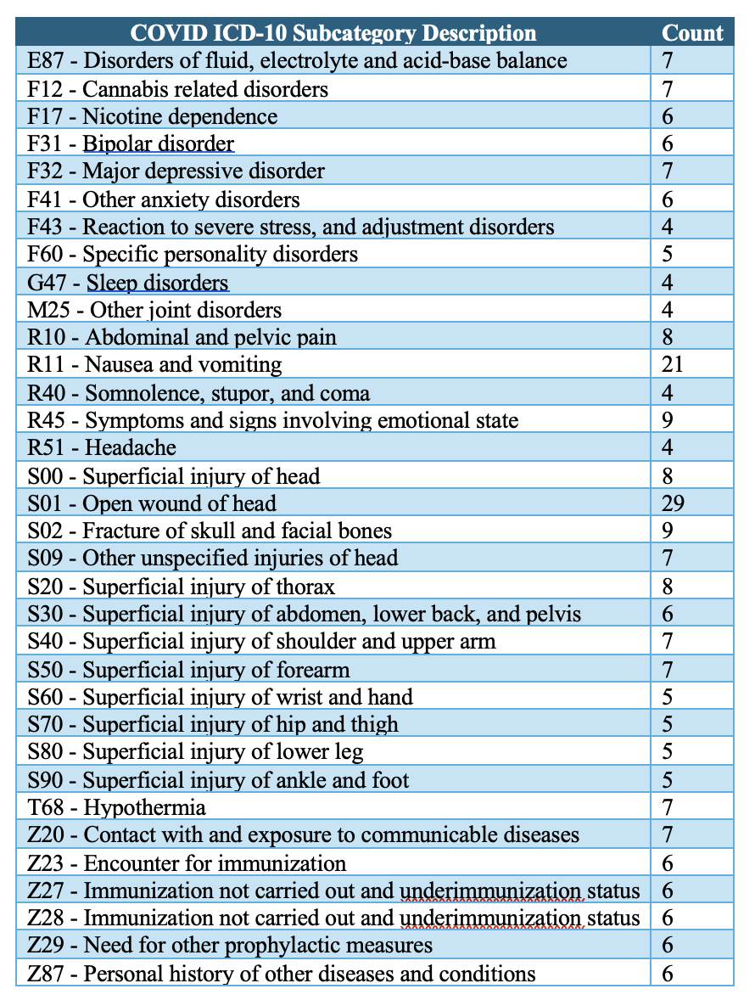 COVID ICD-10 Subcategory Description Count
E87 - Disorders of fluid, electrolyte and acid-base balance 7
F12 - Cannabis related disorders 7
F17 - Nicotine dependence 6
F31 - Bipolar disorder 6
F32 - Major depressive disorder 7
F41 - Other anxiety disorders 6
F43 - Reaction to severe stress, and adjustment disorders 4
F60 - Specific personality disorders 5
G47 - Sleep disorders 4
M25 - Other joint disorders 4
R10 - Abdominal and pelvic pain 8
R11 - Nausea and vomiting 21
R40 - Somnolence, stupor, and coma 4
R45 - Symptoms and signs involving emotional state 9
R51 - Headache 4
S00 - Superficial injury of head 8
S01 - Open wound of head 29
S02 - Fracture of skull and facial bones 9
S09 - Other unspecified injuries of head 7
S20 - Superficial injury of thorax 8
S30 - Superficial injury of abdomen, lower back, and pelvis 6
S40 - Superficial injury of shoulder and upper arm 7
S50 - Superficial injury of forearm 7
S60 - Superficial injury of wrist and hand 5
S70 - Superficial injury of hip and thigh 5
S80 - Superficial injury of lower leg 5
S90 - Superficial injury of ankle and foot 5
T68 - Hypothermia 7
Z20 - Contact with and exposure to communicable diseases 7
Z23 - Encounter for immunization 6
Z27 - Immunization not carried out and underimmunization status 6
Z28 - Immunization not carried out and underimmunization status 6
Z29 - Need for other prophylactic measures 6
Z87 - Personal history of other diseases and conditions 6